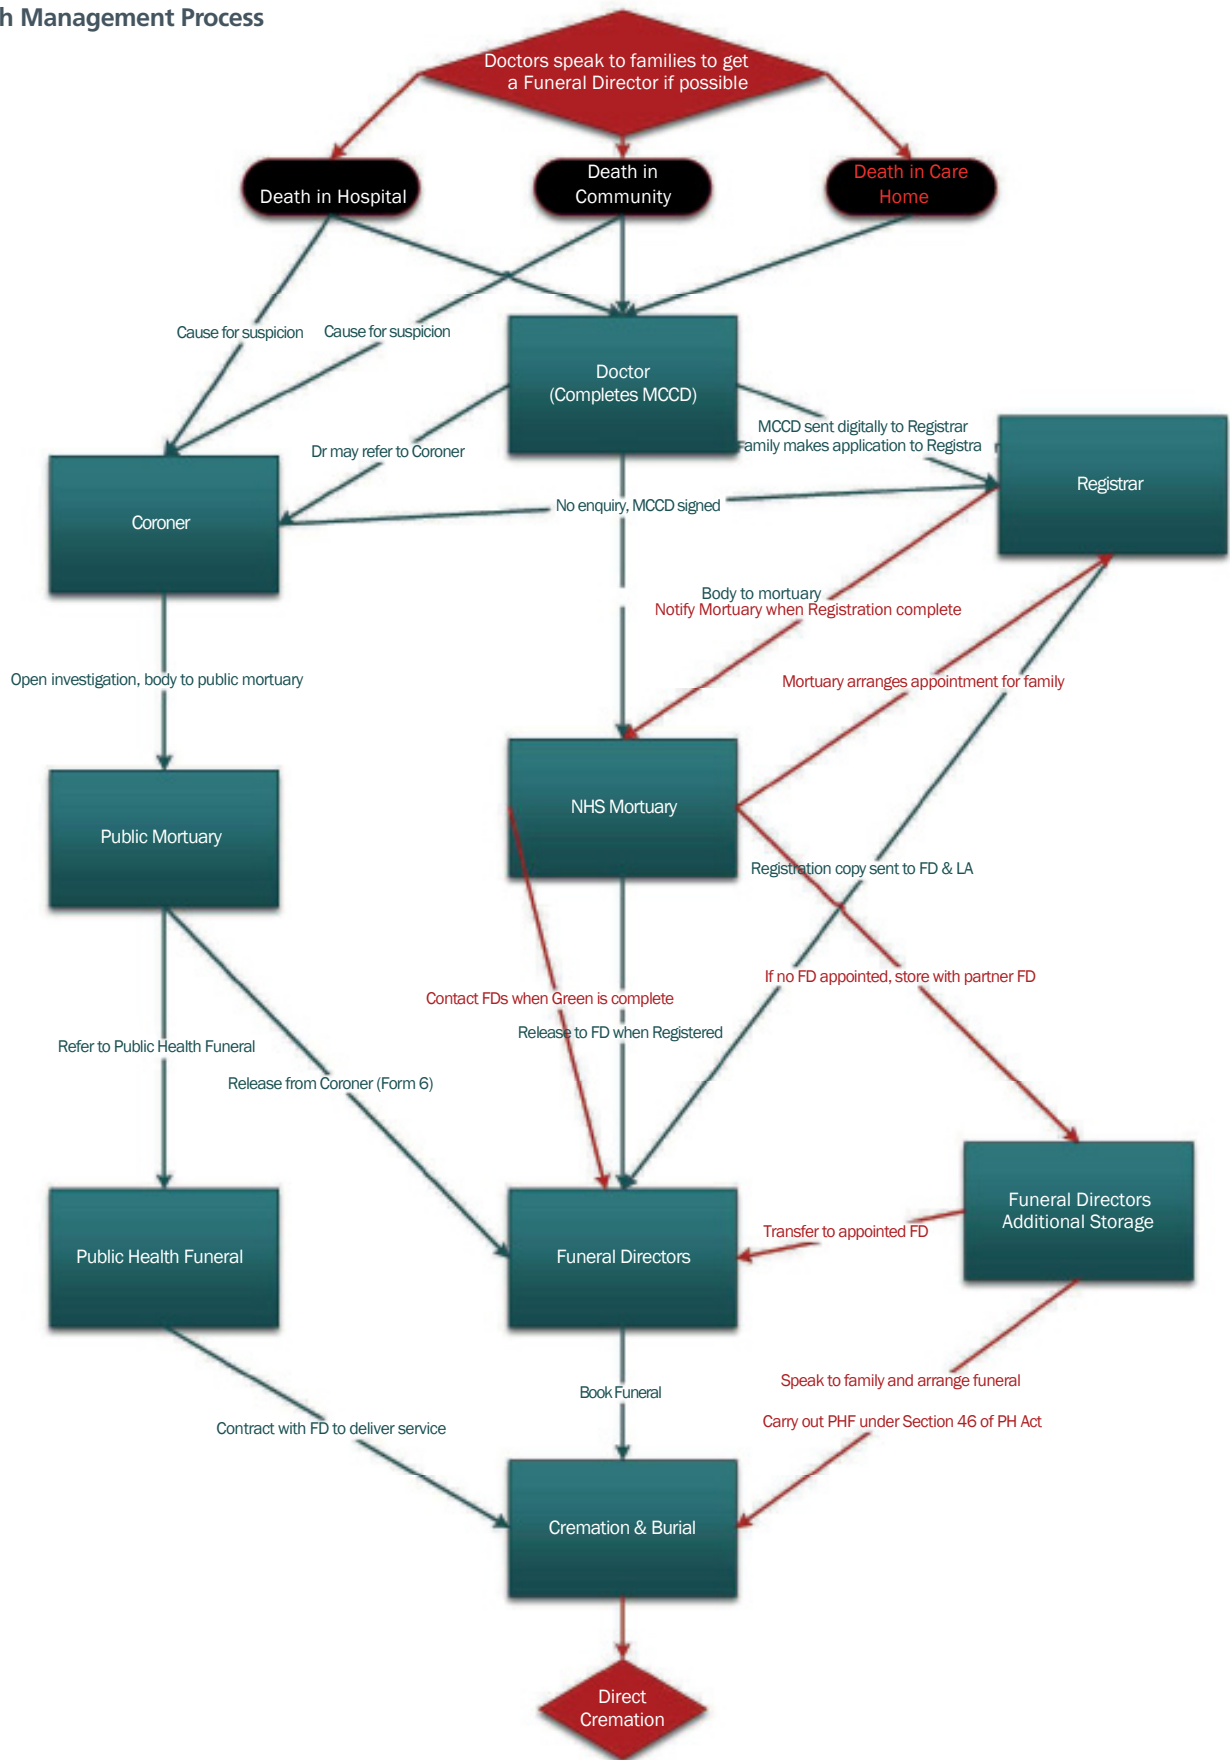 h Management Process
Doctors speak to families to get
a Funeral Director if possible
Death in Hospital
Death in
Community
Death in Care
Home
Cause for suspicion
Cause for suspicion
Doctor
(Completes MCCD)
MCCD sent digitally to Registrar
Family makes application to Registra
Dr may refer to Coroner
Registrar
No enquiry, MCCD signed
Coroner
Body to mortuary
Notify Mortuary when Registration complete
Open investigation, body to public mortuary
Mortuary arranges appointment for family
NHS Mortuary
Public Mortuary
Registration copy sent to FD & LA
If no FD appointed, store with partner FD
Contact FDs when Green is complete
Release to FD when Registered
Refer to Public Health Funeral
Release from Coroner (Form 6)
Funeral Directors
Additional Storage
Transfer to appointed FD
Public Health Funeral
Funeral Directors
Speak to family and arrange funeral
Book Funeral
Carry out PHF under Section 46 of PH Act
Contract with FD to deliver service
Cremation & Burial
Direct
Cremation